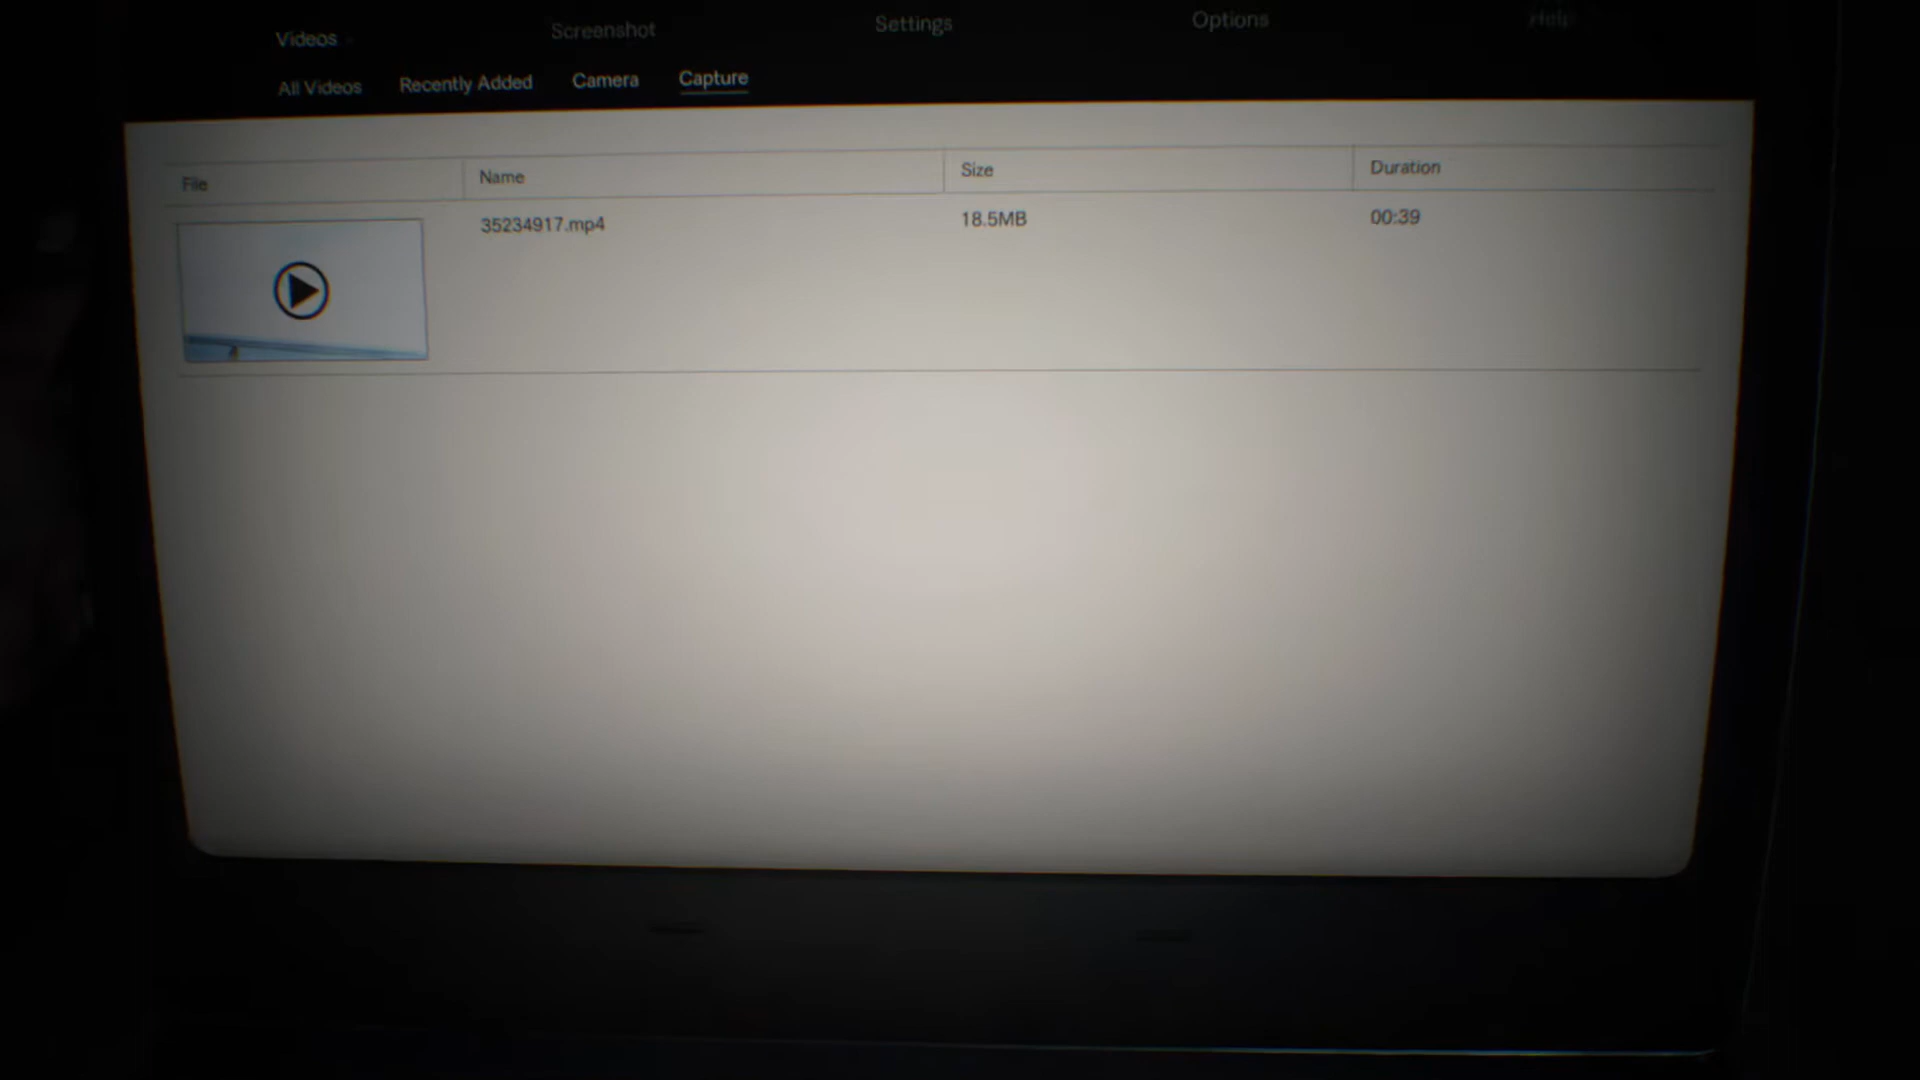 Videos Screenshot Settings Options Help
All Videos Recently Added Camera Capture
File Name Size Duration
35234917.mp4 18.5MB 00:39